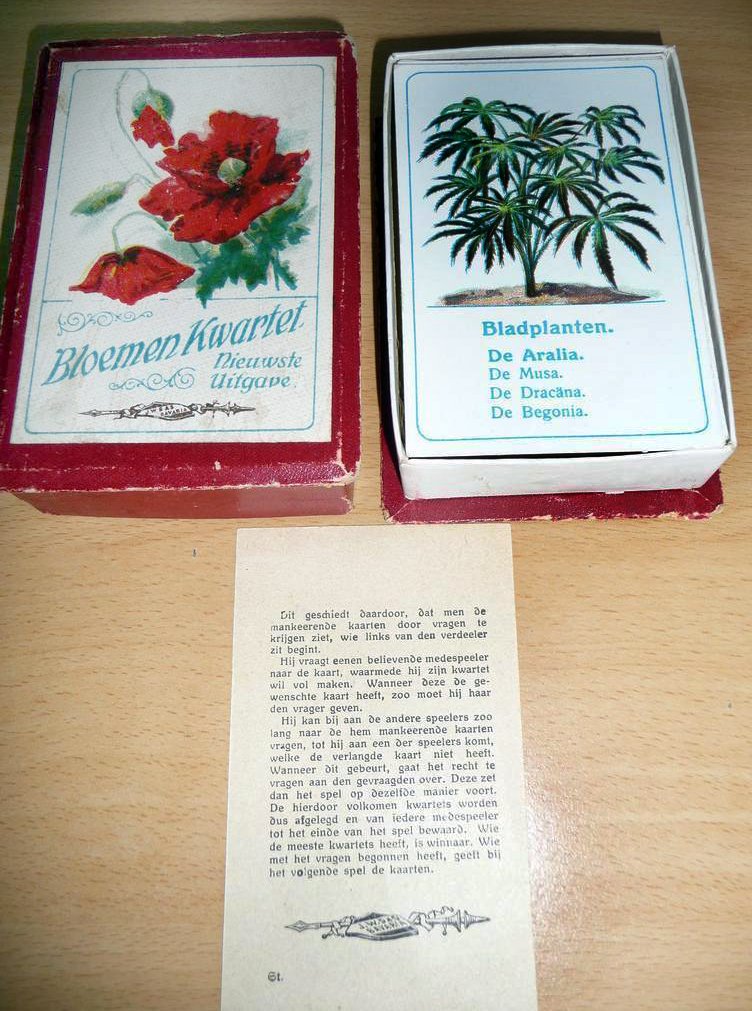 Bloemen Kwartet
Nieuwste
Uitgave.
Bladplanten.
De Aralia.
De Musa.
De Dracäna.
De Begonia.
Dit geschiedt daardoor, dat men de
mankeerende kaarten door vragen te
krijgen ziet, wie links van den verdeeler
zit begint.
Hij vraagt eenen believende medespeeler
naar de kaart, waarmede hij zijn kwartet
wil vol maken. Wanneer deze de ge-
wenschte kaart heeft, zoo moet hij haar
den vrager geven.
Hij kan bij aan de andere speelers zoo
lang naar de hem mankeerende kaarten
vragen, tot hij aan een der speelers komt,
welke de verlangde kaart niet heeft.
Wanneer dit gebeurt, gaat het recht te
vragen aan den gevraagden over. Deze zet
dan het spel op dezelfde manier voort.
De hierdoor volkomen kwartets worden
dus afgelegd en van iedere medespeeler
tot het einde van het spel bewaard. Wie
de meeste kwartets heeft, is winnaar. Wie
met het vragen begonnen heeft, geeft bij
het volgende spel de kaarten.
St.